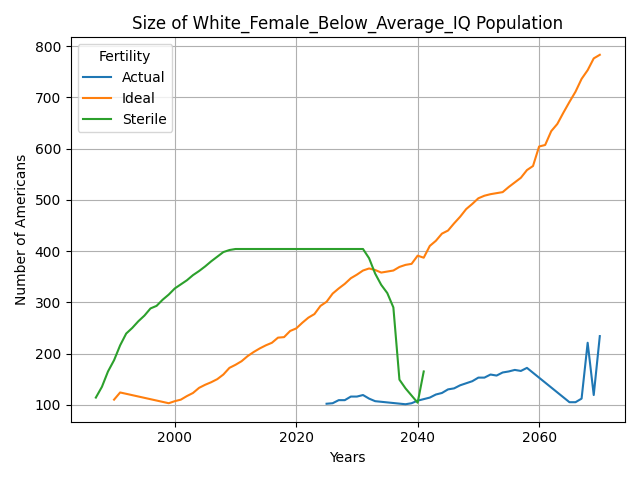 Size of White_Female_Below_Average_IQ Population
800
700
600
500
400
300
200
100
Number of Americans
Fertility
Actual
Ideal
Sterile
2000
2020
2040
2060
Years